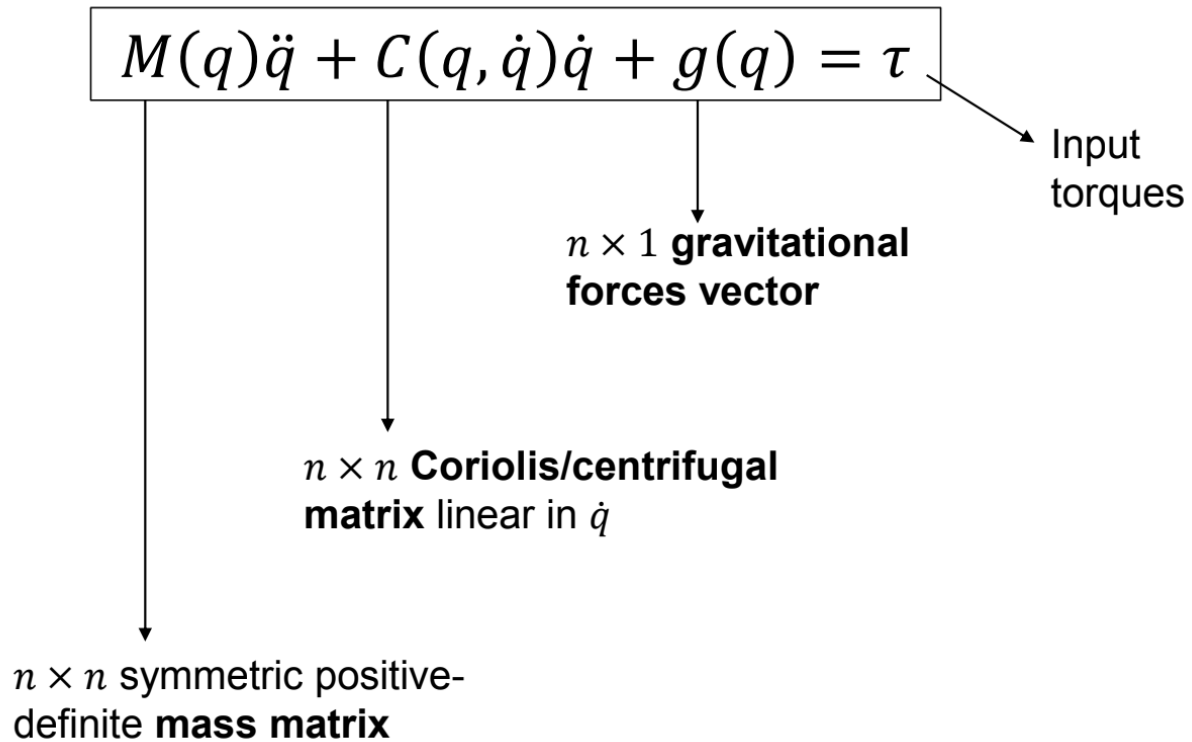 M(q)q̈ + C(q, q̇)q̇ + g(q) = τ
Input
torques
n × 1 gravitational
forces vector
n × n Coriolis/centrifugal
matrix linear in q̇
n × n symmetric positive-
definite mass matrix